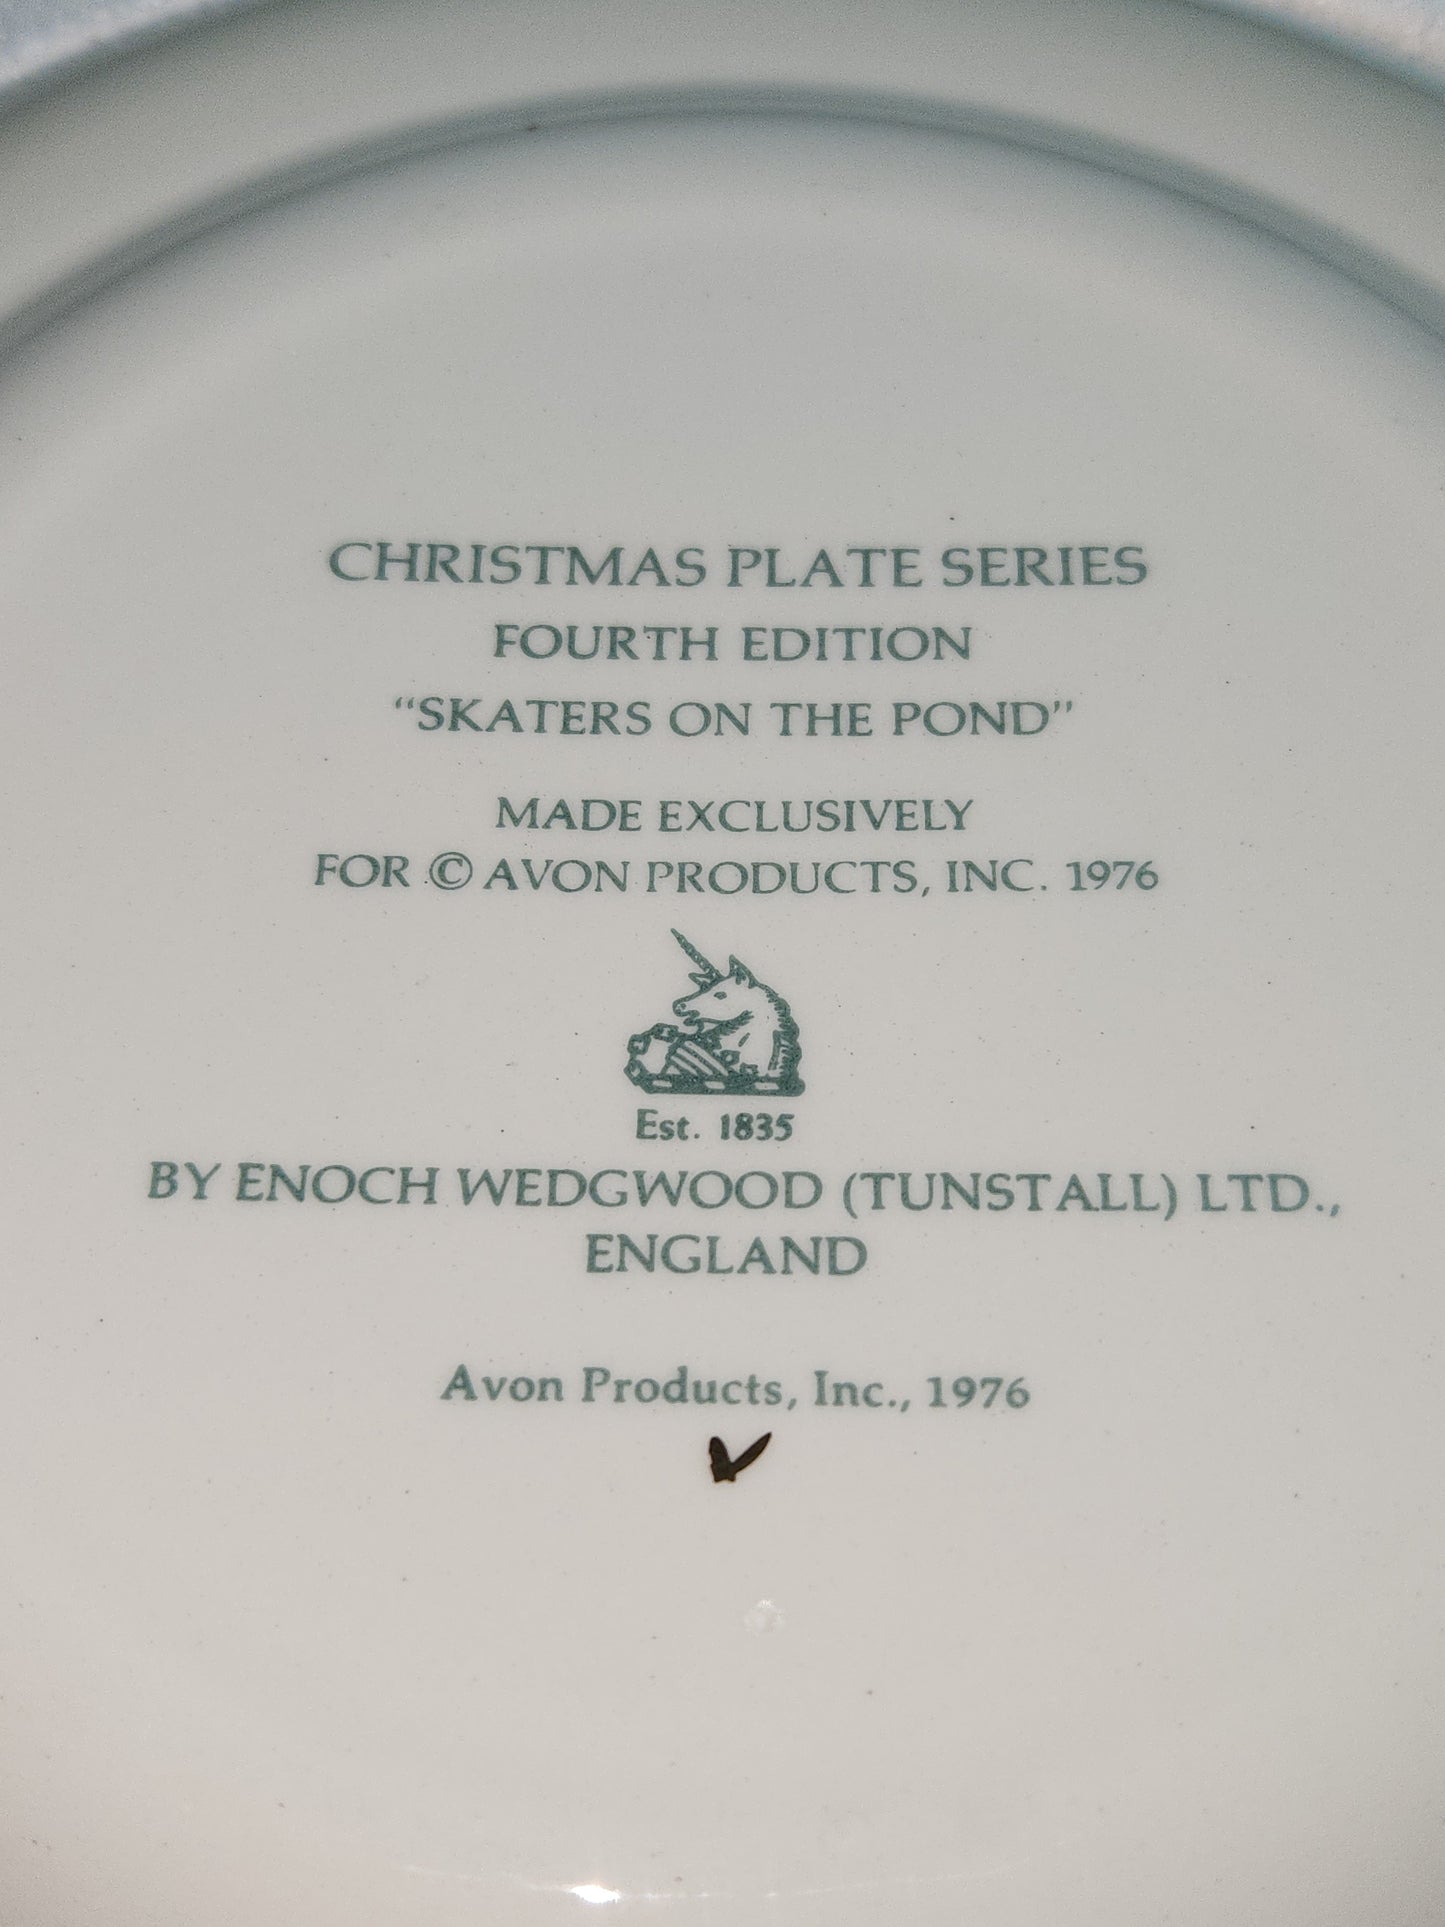 CHRISTMAS PLATE SERIES
FOURTH EDITION
“SKATERS ON THE POND”
MADE EXCLUSIVELY
FOR © AVON PRODUCTS, INC. 1976
Est. 1835
BY ENOCH WEDGWOOD (TUNSTALL) LTD.,
ENGLAND
Avon Products, Inc., 1976